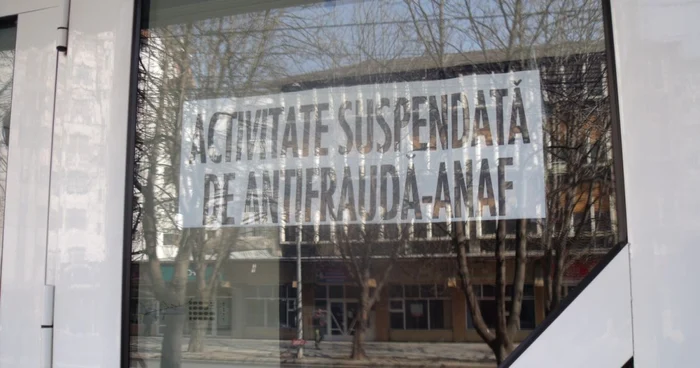 ACTIVITATE SUSPENDATĂ
DE ANTIFRAUDĂ-ANAF